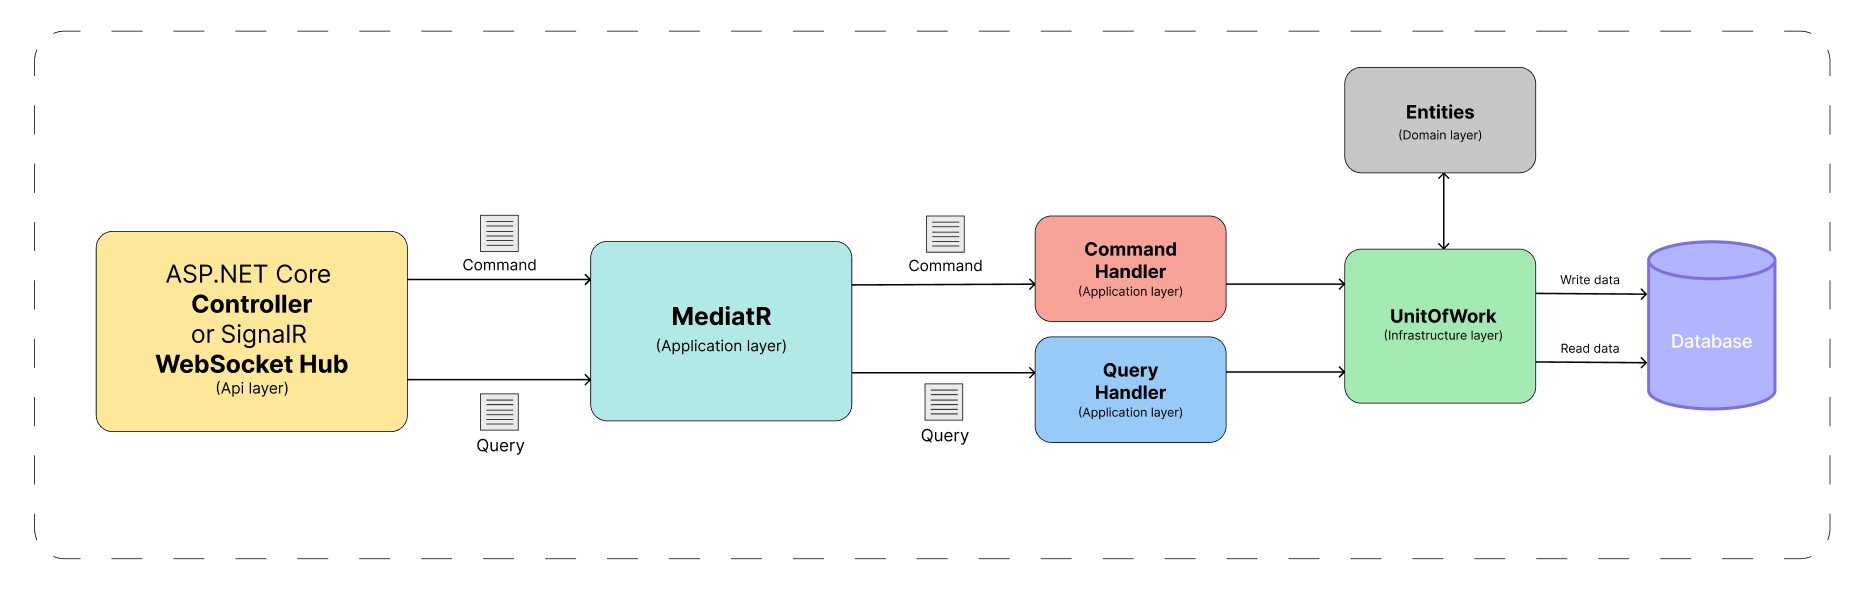 ASP.NET Core
Controller
or SignalR
WebSocket Hub
(Api layer)
Command
Query
MediatR
(Application layer)
Command
Query
Command
Handler
(Application layer)
Query
Handler
(Application layer)
Entities
(Domain layer)
UnitOfWork
(Infrastructure layer)
Write data
Read data
Database